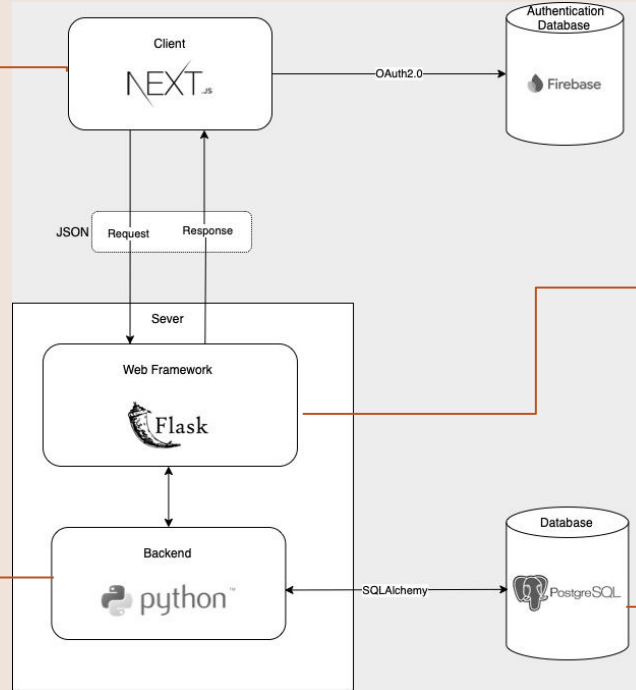 Client
NEXT.JS
OAuth2.0
Authentication
Database
Firebase
JSON
Request
Response
Sever
Web Framework
Flask
Backend
python™
SQLAlchemy
Database
PostgreSQL